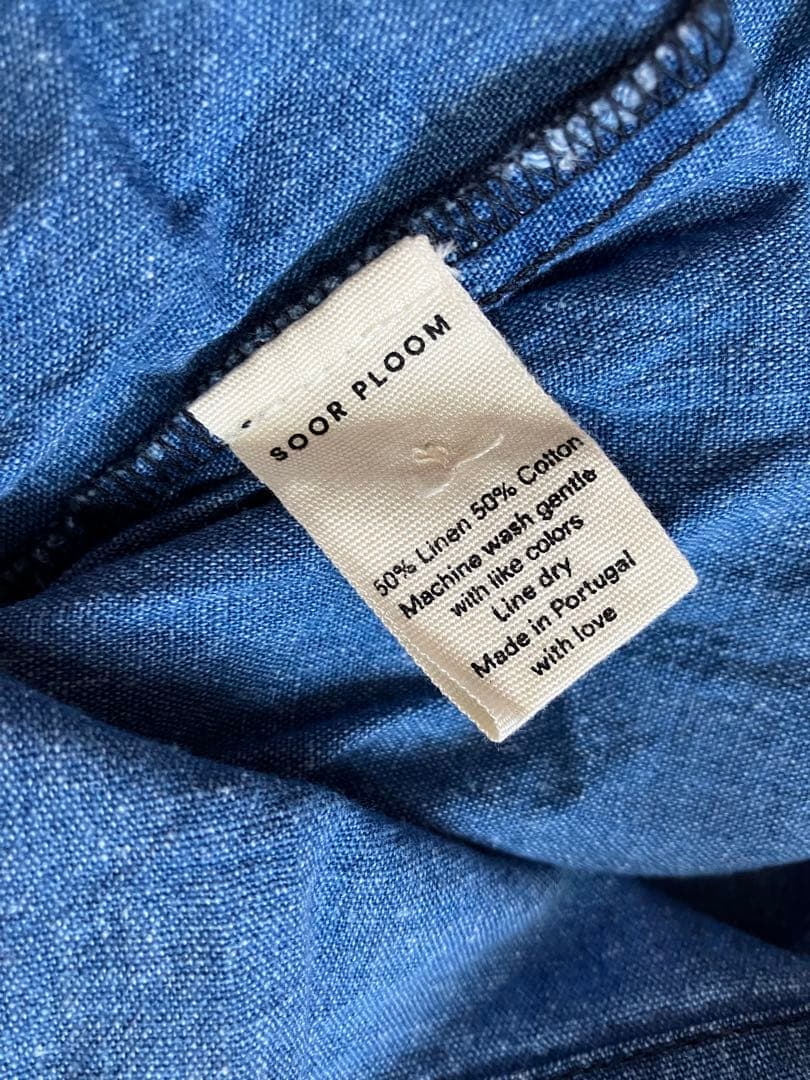 SOOR PLOOM
50% Linen 50% Cotton
Machine wash gentle
with like colors
Line dry
Made in Portugal
with love